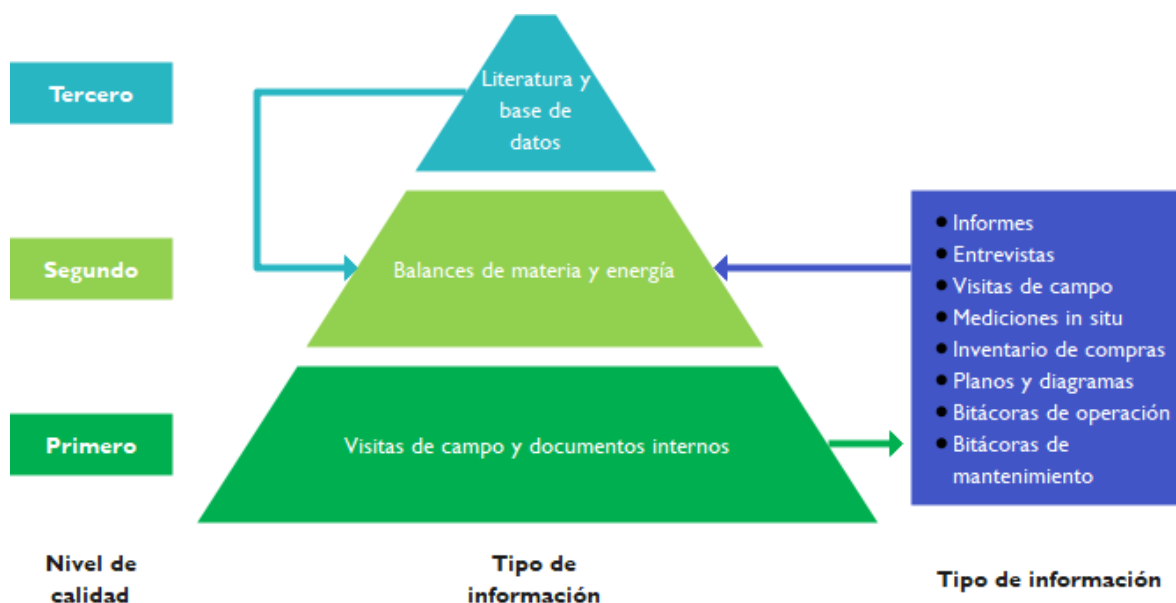 Tercero
Literatura y
base de
datos
Segundo
Balances de materia y energía
Primero
Visitas de campo y documentos internos
Informes
Entrevistas
Visitas de campo
Mediciones in situ
Inventario de compras
Planos y diagramas
Bitácoras de operación
Bitácoras de
mantenimiento
Nivel de
calidad
Tipo de
información
Tipo de información